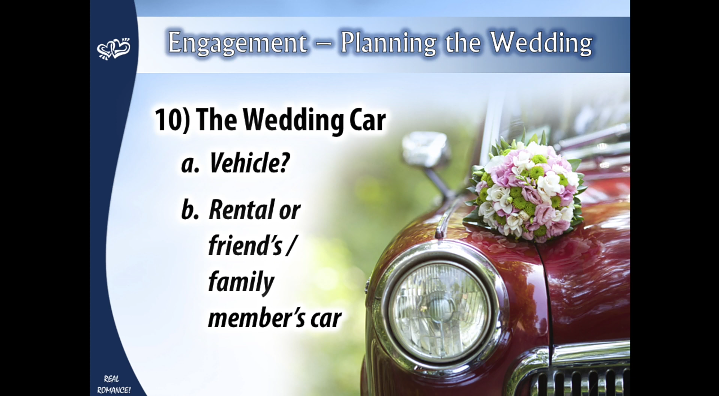 Engagement – Planning the Wedding
10) The Wedding Car
a. Vehicle?
b. Rental or
friend's /
family
member's car
REAL
ROMANCE!